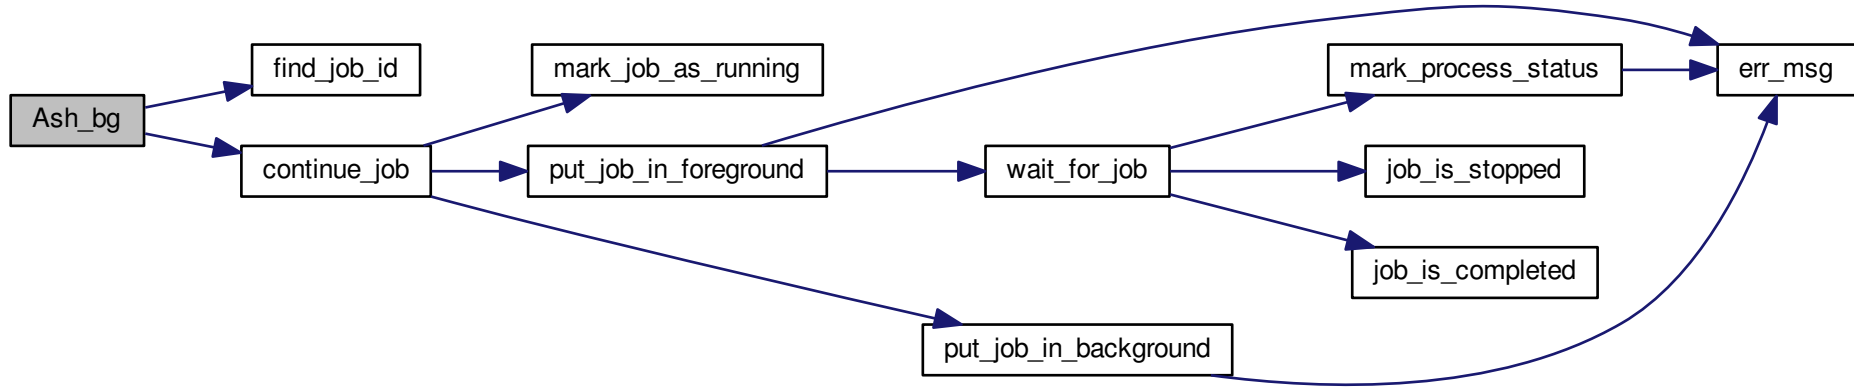 Ash_bg
find_job_id
continue_job
mark_job_as_running
put_job_in_foreground
put_job_in_background
wait_for_job
mark_process_status
job_is_stopped
job_is_completed
err_msg